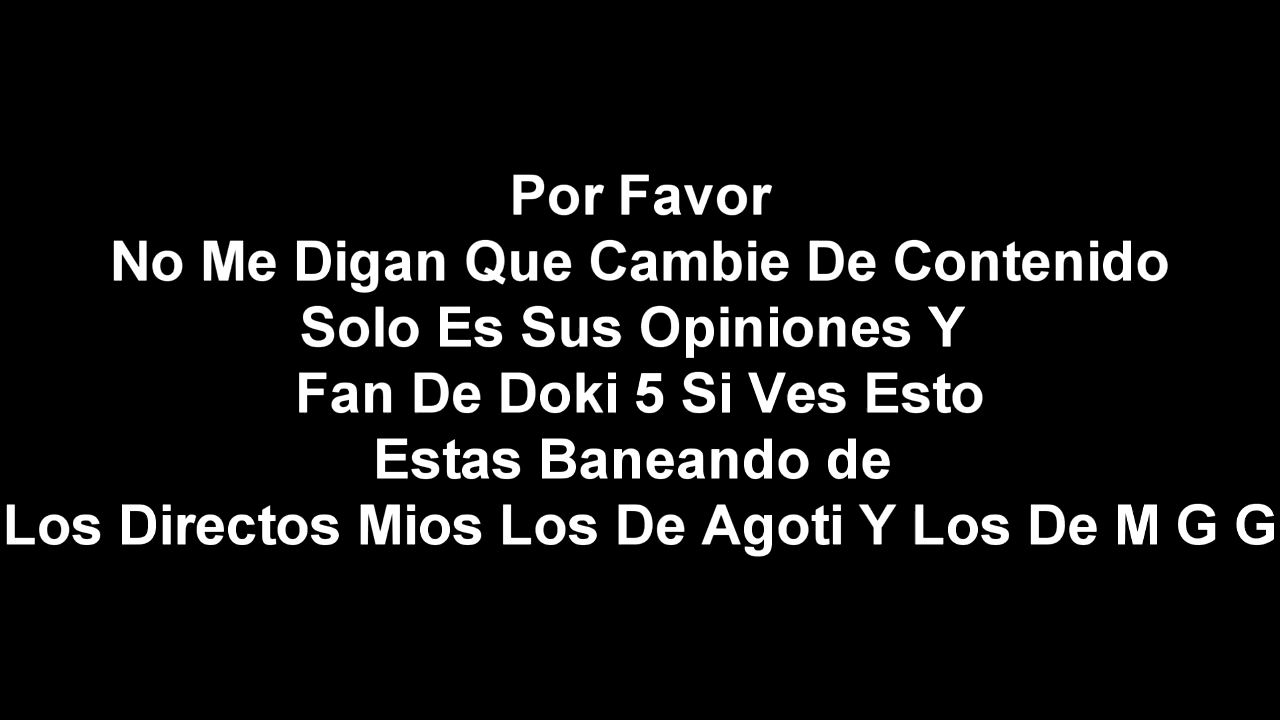 Por Favor
No Me Digan Que Cambie De Contenido
Solo Es Sus Opiniones Y
Fan De Doki 5 Si Ves Esto
Estas Baneando de
Los Directos Mios Los De Agoti Y Los De M G G